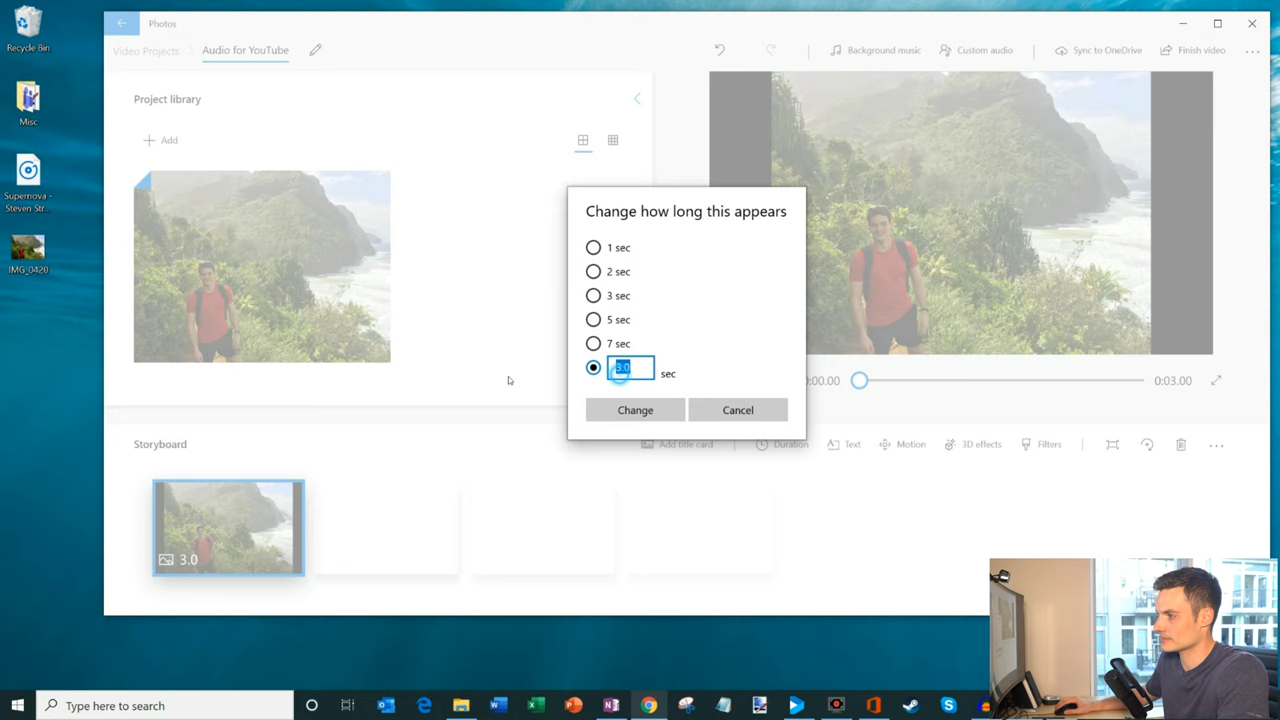 Recycle Bin
Misc
Supernova -
Steven Str...
IMG_0420
Photos
Video Projects
Audio for YouTube
Background music
Custom audio
Sync to OneDrive
Finish video
Project library
Add
Change how long this appears
1 sec
2 sec
3 sec
5 sec
7 sec
3.0 sec
Change
Cancel
0:00.00
0:03.00
Storyboard
Add title card
Duration
Text
Motion
3D effects
Filters
3.0
Type here to search